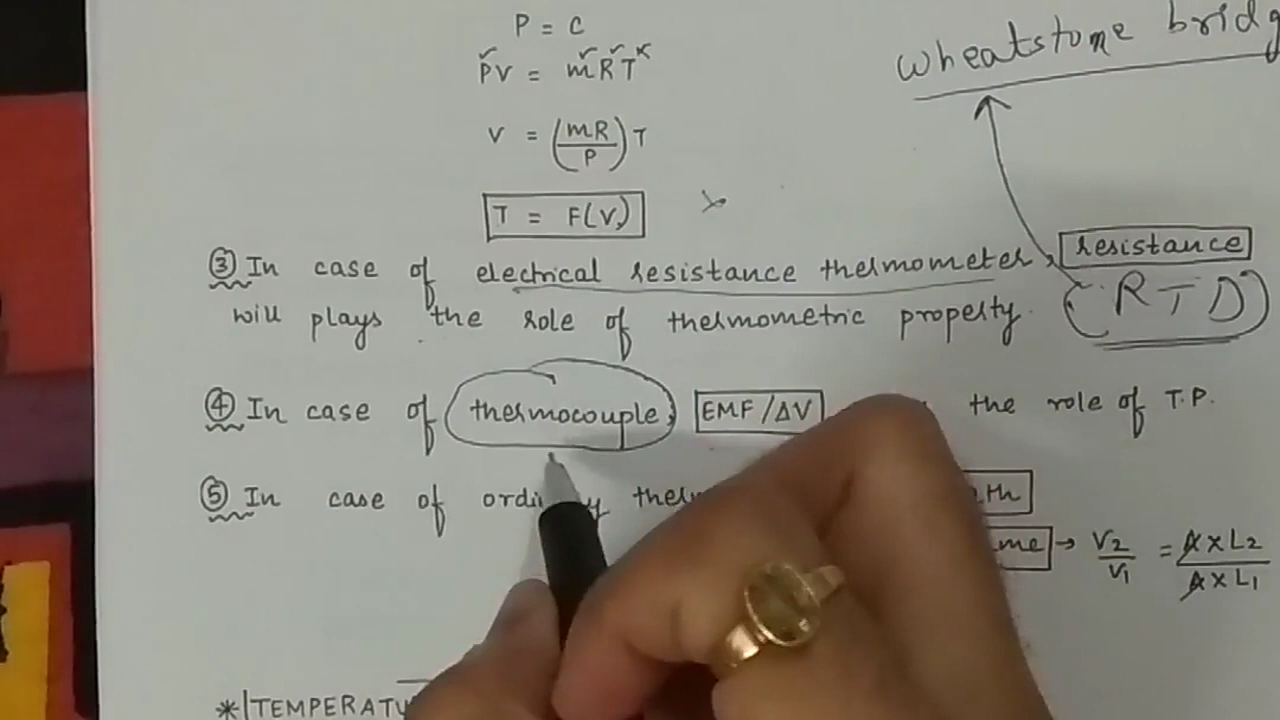 P = C
PV = mRT
wheatstone bridg
V = (mR/P) T
T = F(V)
③ In case of electrical resistance thermometer, resistance
will plays the role of thermometric property. (RTD)
④ In case of thermocouple, EMF/ΔV the role of T.P.
⑤ In case of
V2/V1 = A×L2/A×L1
*|TEMPERATU